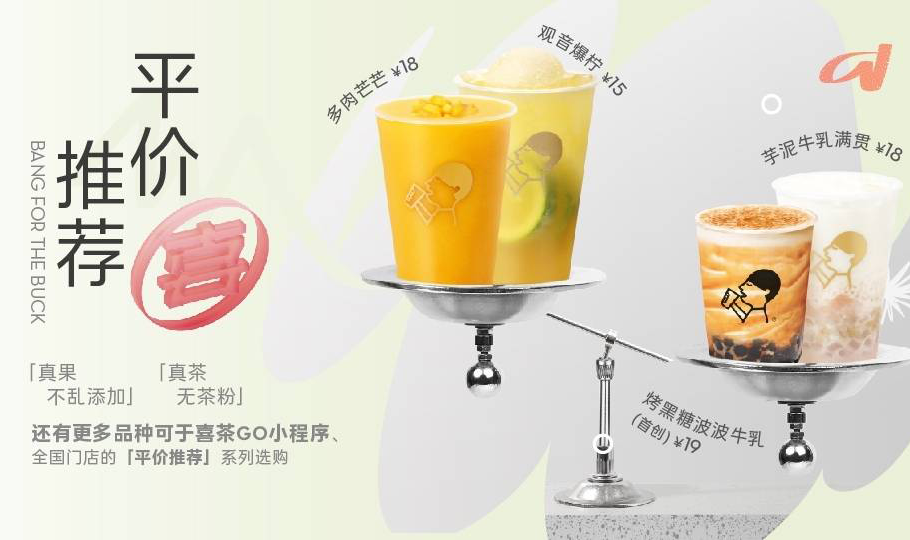 平价
推荐
BANG FOR THE BUCK
喜
「真果
不乱添加」
「真茶
无茶粉」
还有更多品种可于喜茶GO小程序、
全国门店的「平价推荐」系列选购
多肉芒芒 ¥18
观音爆柠 ¥15
芋泥牛乳满贯 ¥18
烤黑糖波波牛乳
(首创) ¥19